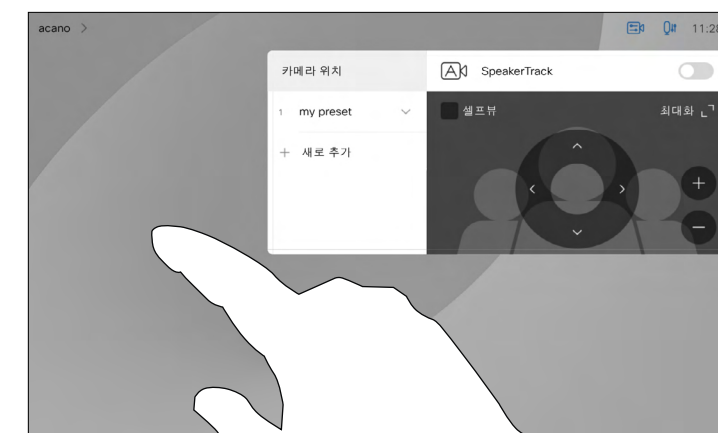 acano
11:28
카메라 위치
SpeakerTrack
1 my preset
셀프뷰
최대화
새로 추가